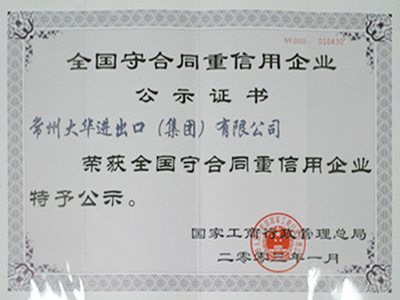 全国守合同重信用企业
公示证书
常州大华进出口（集团）有限公司
荣获全国守合同重信用企业
特予公示。
国家工商行政管理总局
二〇〇三年一月